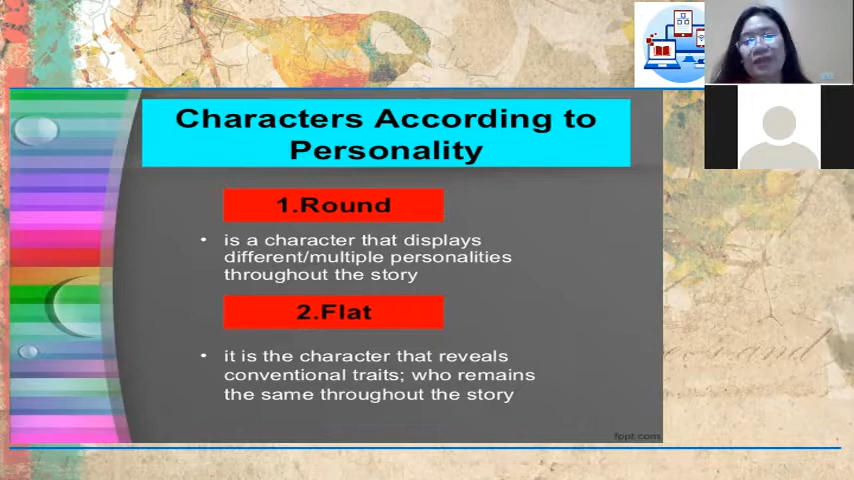 Characters According to
Personality
1.Round
• is a character that displays
different/multiple personalities
throughout the story
2.Flat
• it is the character that reveals
conventional traits; who remains
the same throughout the story
fppt.com